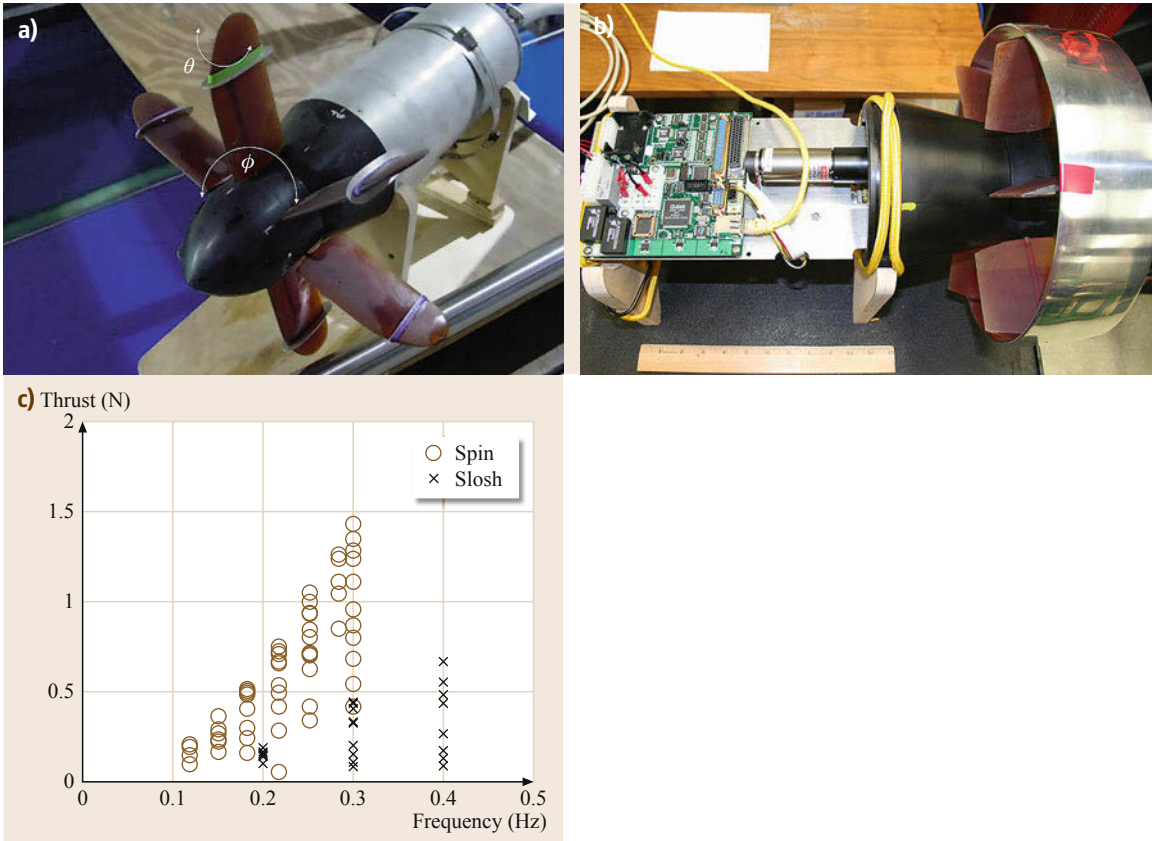 a)
θ
ϕ
b)
c) Thrust (N)
2
Spin
Slosh
1.5
1
0.5
0
0 0.1 0.2 0.3 0.4 0.5
Frequency (Hz)